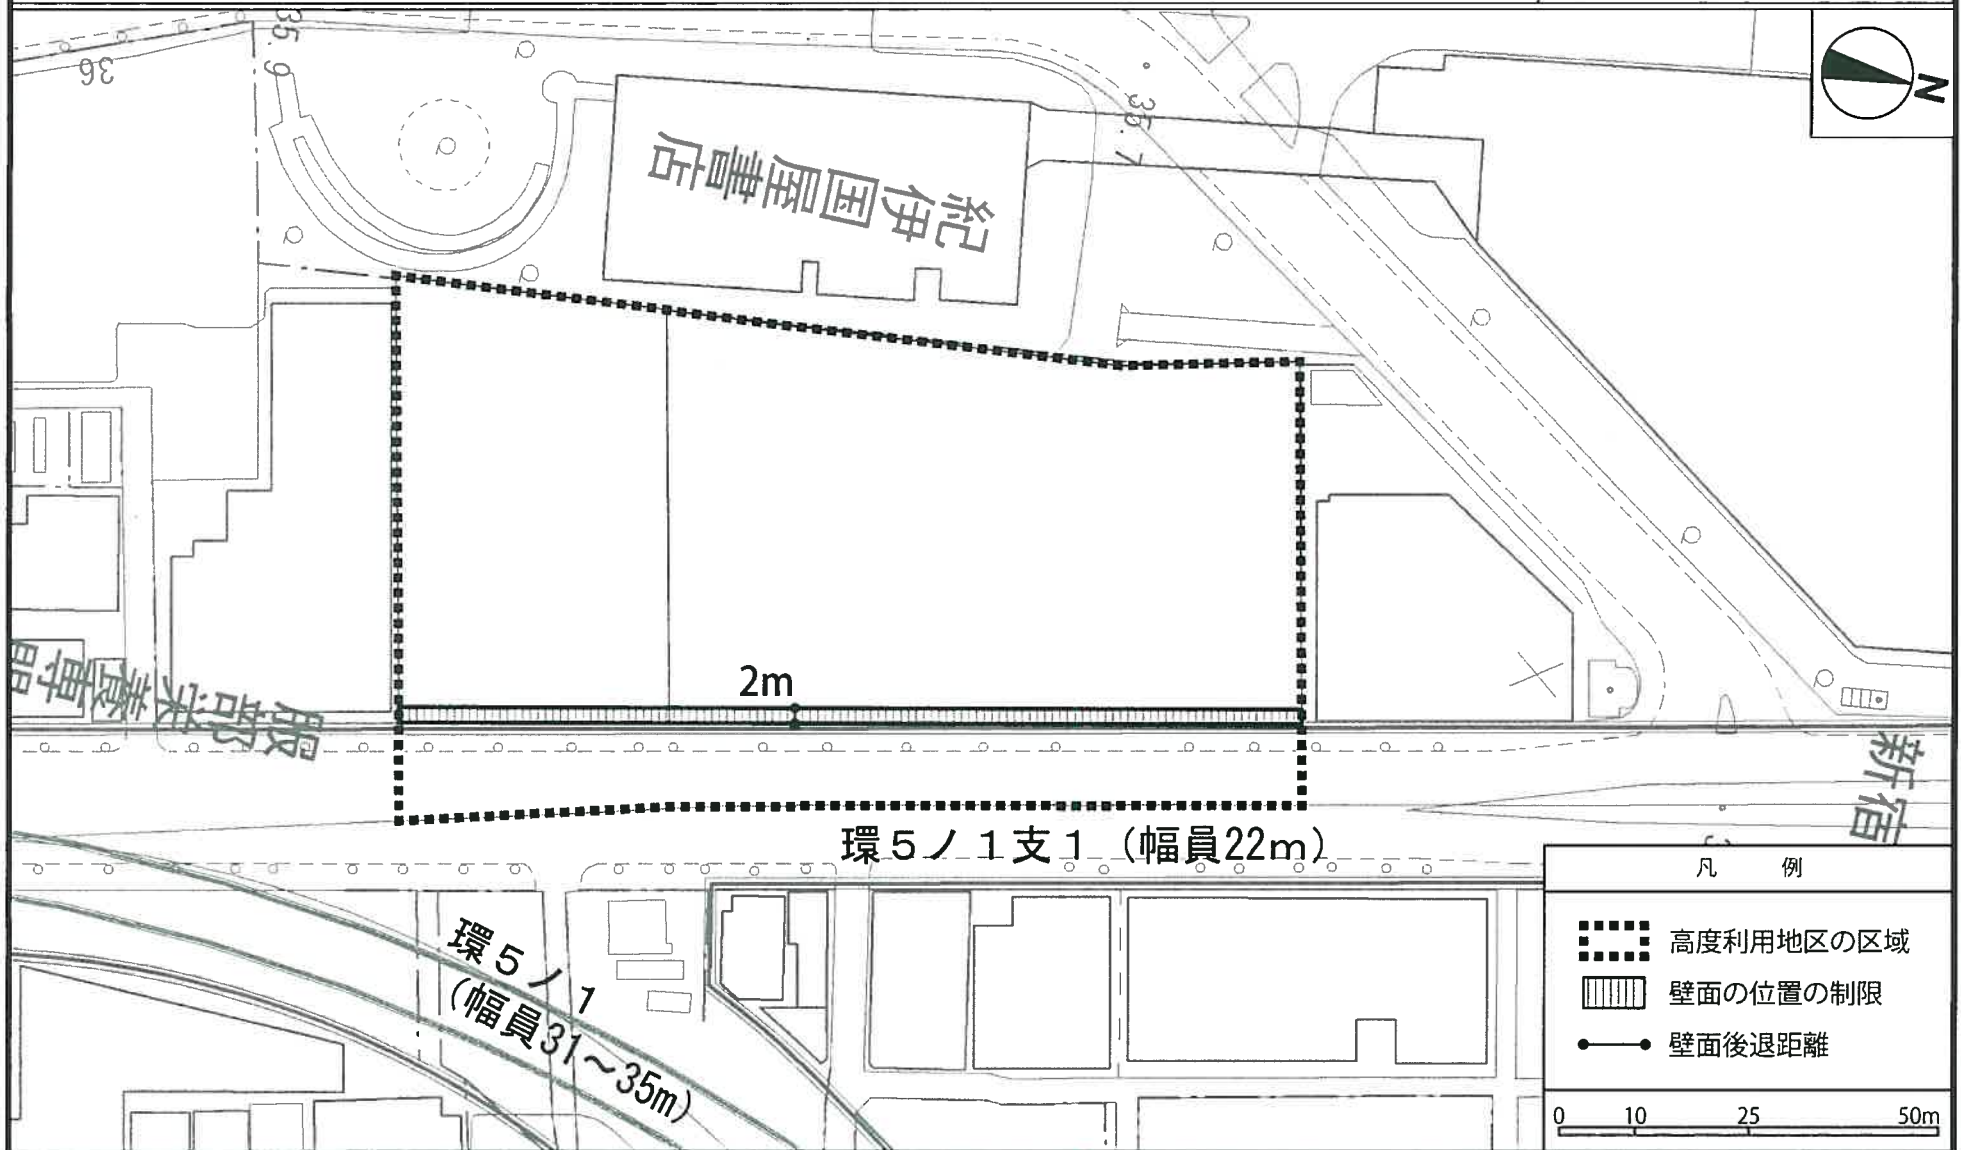 35.9
36
N
紀伊国屋書店
35.7
2m
服部栄養専門
新宿
環5ノ1支1（幅員22m）
環5ノ1
（幅員31～35m）
凡 例
高度利用地区の区域
壁面の位置の制限
壁面後退距離
0 10 25 50m